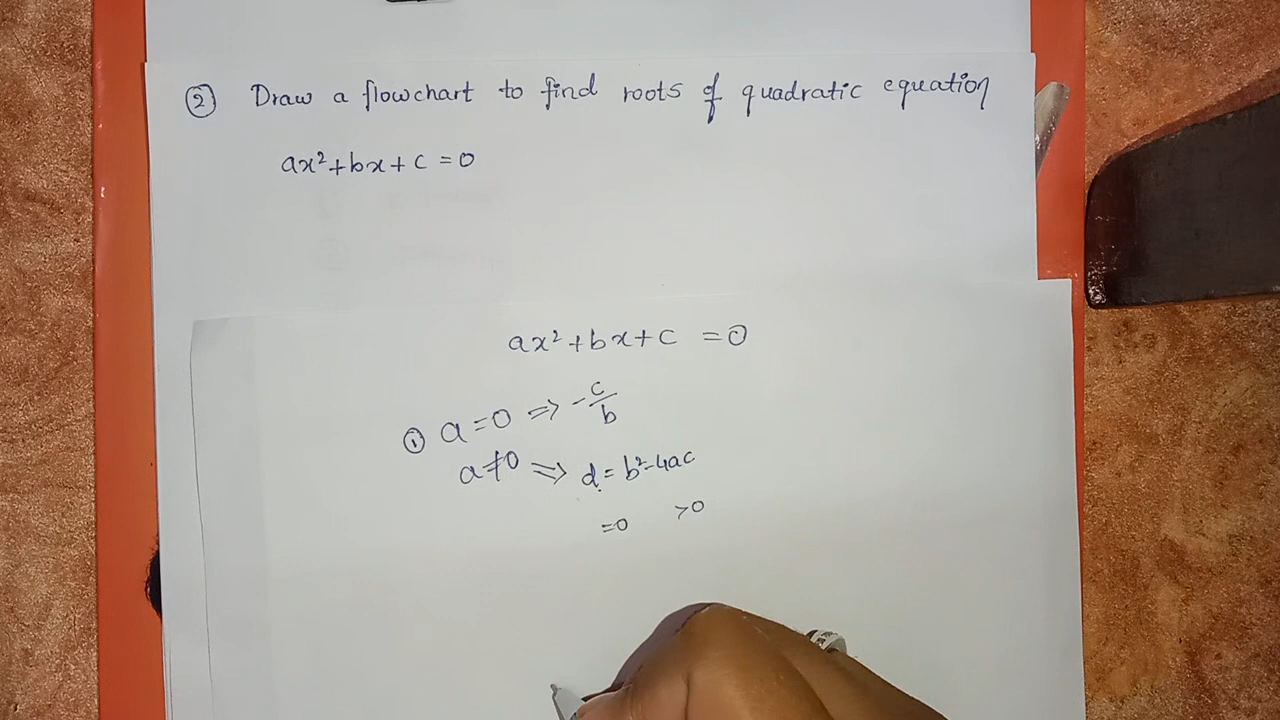 ② Draw a flowchart to find roots of quadratic equation
ax²+bx+c =0
ax²+bx+c =0
① a=0 => -c/b
a≠0 => d=b²-4ac
=0 >0